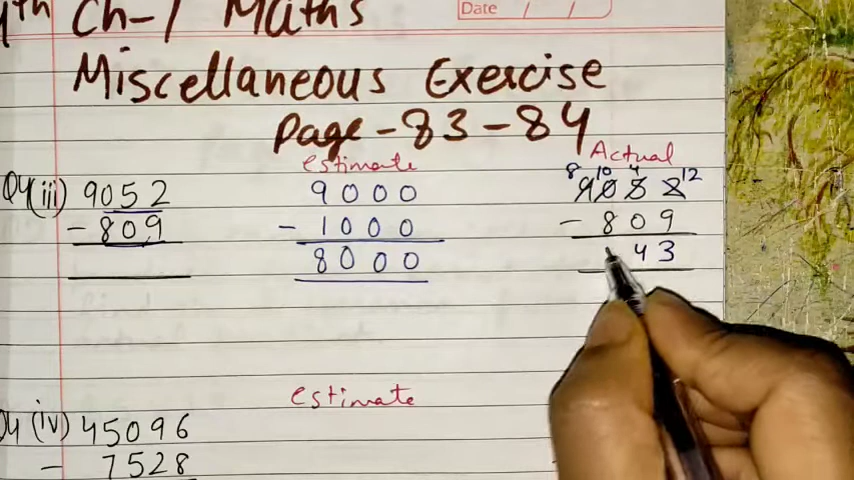 4th Ch-1 Maths
Date / /
Miscellaneous Exercise
Page - 83 - 84
estimate Actual
Q4(iii) 9052 9000 8 10 4 12
9052
- 809 - 1000 - 809
8000 43
estimate
Q4 (iv) 45096
- 7528